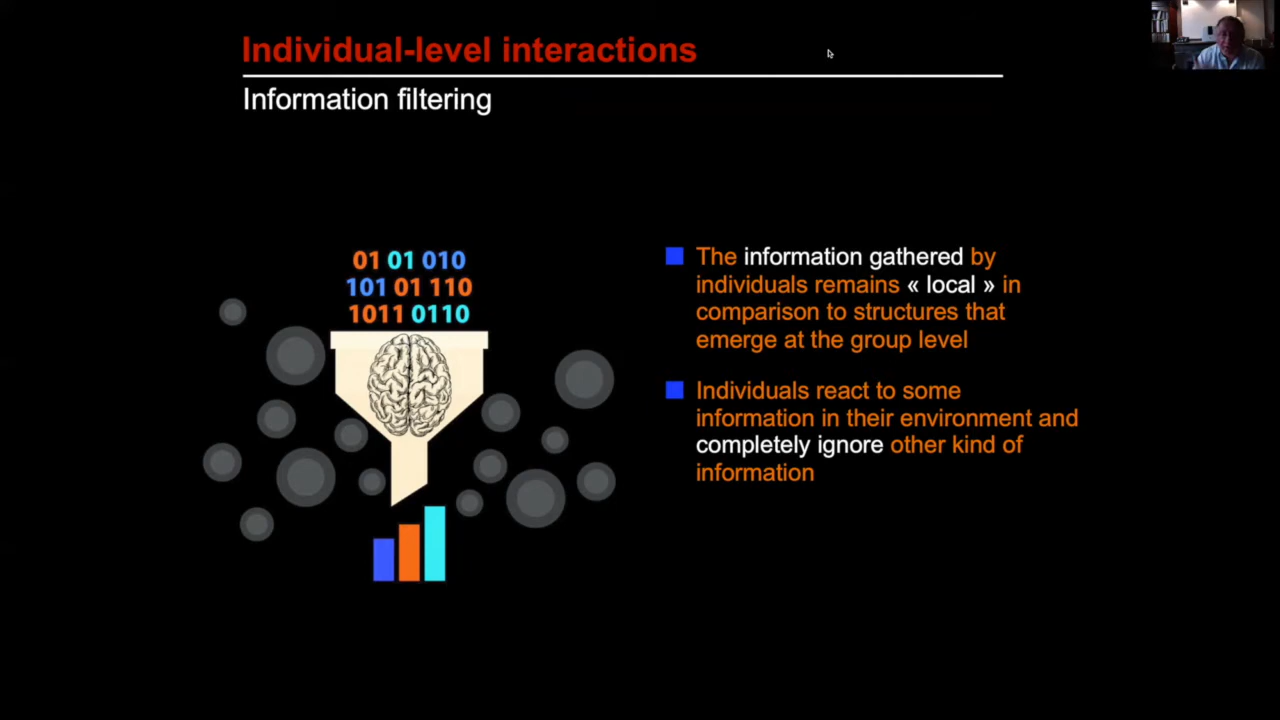 Individual-level interactions
Information filtering
01 01 010
101 01 110
1011 0110
The information gathered by
individuals remains « local » in
comparison to structures that
emerge at the group level
Individuals react to some
information in their environment and
completely ignore other kind of
information